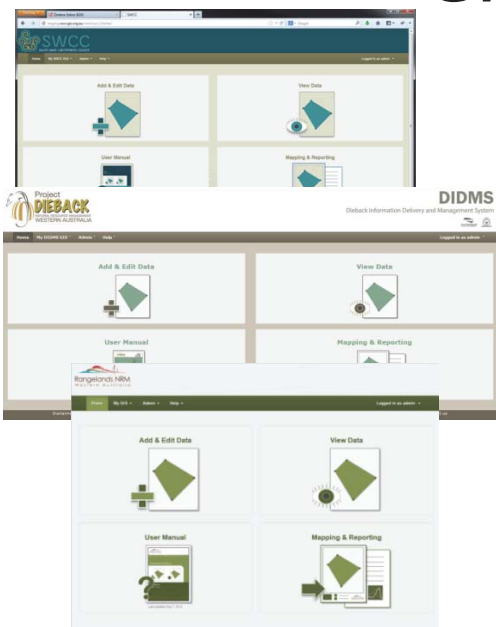 SWCC
Home My SWCC GIS Admin Help Logged in as admin
Add & Edit Data View Data
User Manual Mapping & Reporting
Project
DIEBACK
WESTERN AUSTRALIA
DIDMS
Dieback Information Delivery and Management System
Home My DIDMS GIS Admin Help Logged in as admin
Add & Edit Data View Data
User Manual Mapping & Reporting
Rangelands NRM
Western Australia
Home My GIS Admin Help Logged in as admin
Add & Edit Data View Data
User Manual Mapping & Reporting